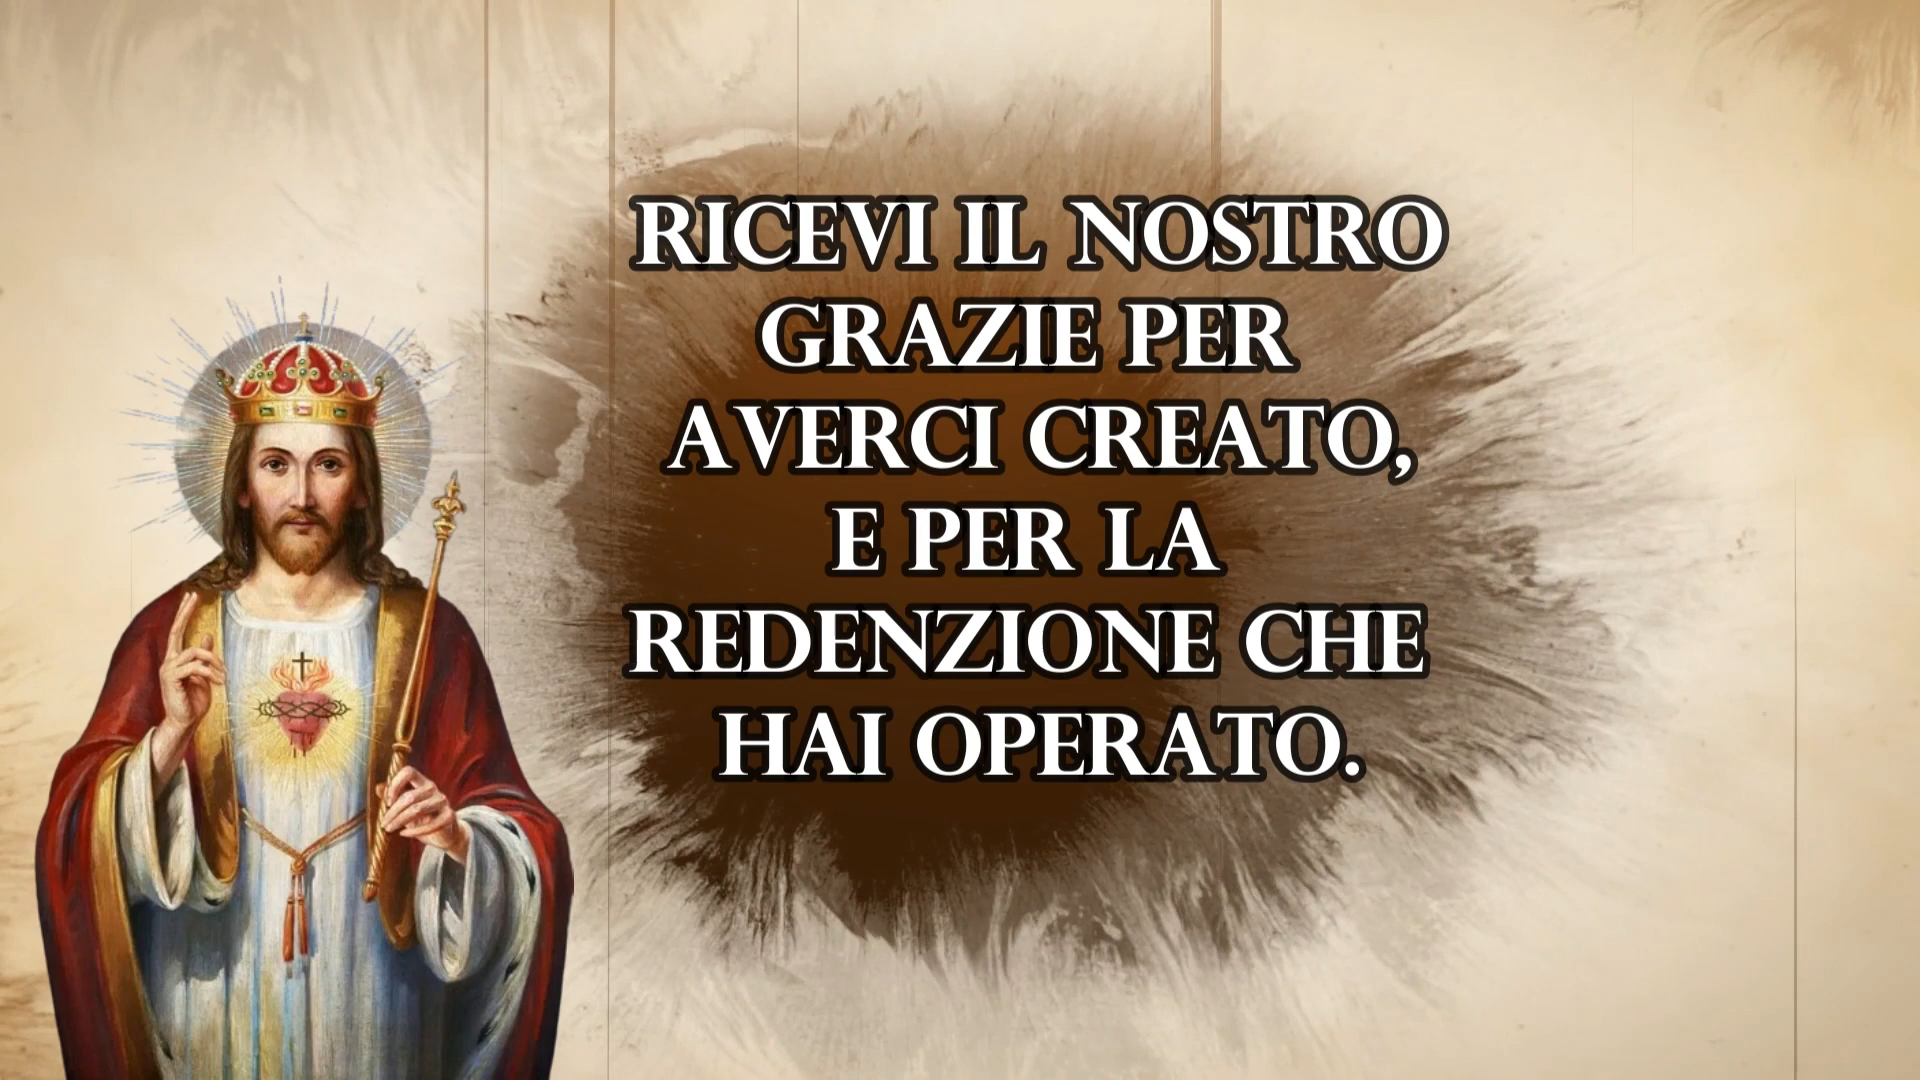 RICEVI IL NOSTRO
GRAZIE PER
AVERCI CREATO,
E PER LA
REDENZIONE CHE
HAI OPERATO.